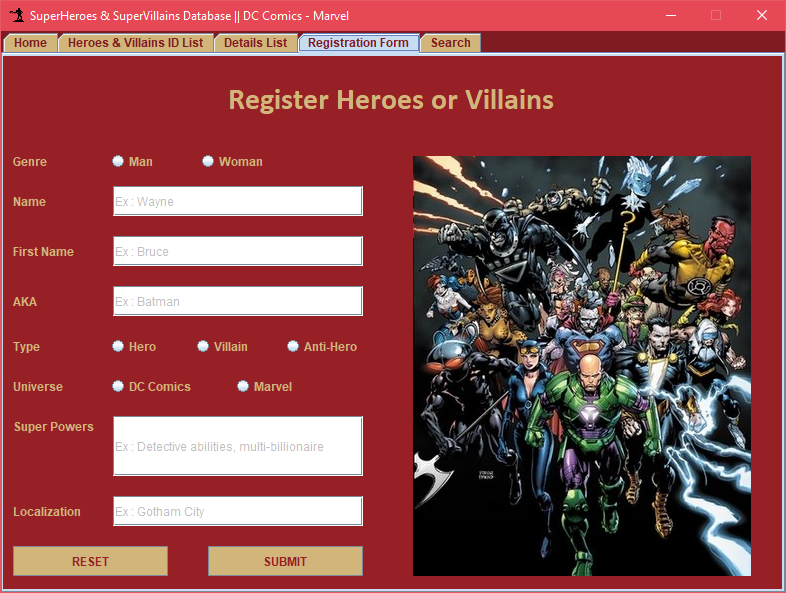 SuperHeroes & SuperVillains Database || DC Comics - Marvel
Home Heroes & Villains ID List Details List Registration Form Search
Register Heroes or Villains
Genre Man Woman
Name Ex : Wayne
First Name Ex : Bruce
AKA Ex : Batman
Type Hero Villain Anti-Hero
Universe DC Comics Marvel
Super Powers Ex : Detective abilities, multi-billionaire
Localization Ex : Gotham City
RESET SUBMIT